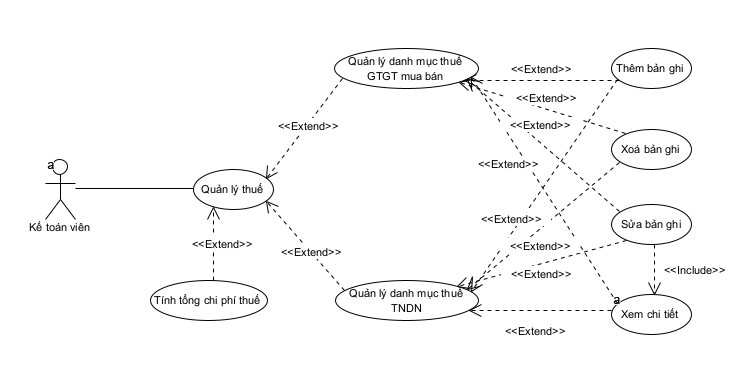 Quản lý danh mục thuế
GTGT mua bán
<<Extend>>
Thêm bản ghi
<<Extend>>
<<Extend>>
<<Extend>>
Xoá bản ghi
a
<<Extend>>
Quản lý thuế
Kế toán viên
<<Extend>>
Sửa bản ghi
<<Extend>>
<<Extend>>
<<Extend>>
<<Extend>>
<<Include>>
Tính tổng chi phí thuế
Quản lý danh mục thuế
TNDN
a
Xem chi tiết
<<Extend>>